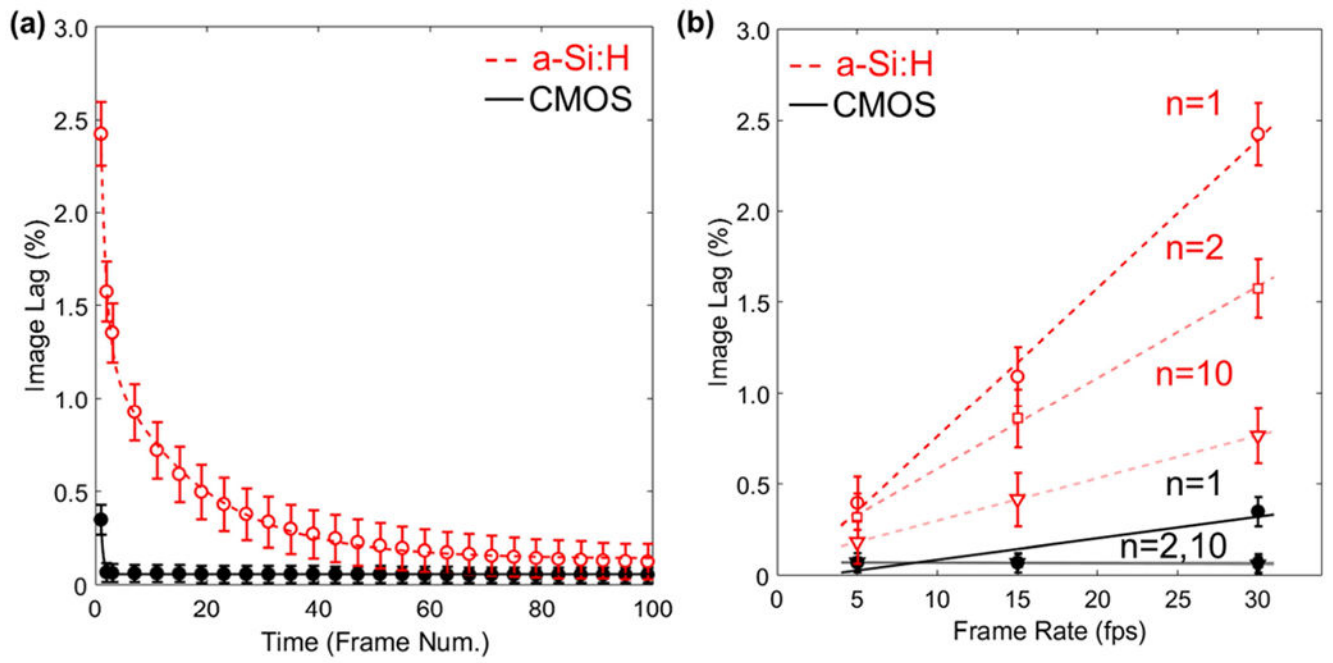 (a)
3.0
2.5
2.0
1.5
1.0
0.5
0
Image Lag (%)
a-Si:H
CMOS
0 20 40 60 80 100
Time (Frame Num.)
(b)
3.0
2.5
2.0
1.5
1.0
0.5
0
Image Lag (%)
a-Si:H
CMOS
n=1
n=2
n=10
n=1
n=2,10
0 5 10 15 20 25 30
Frame Rate (fps)